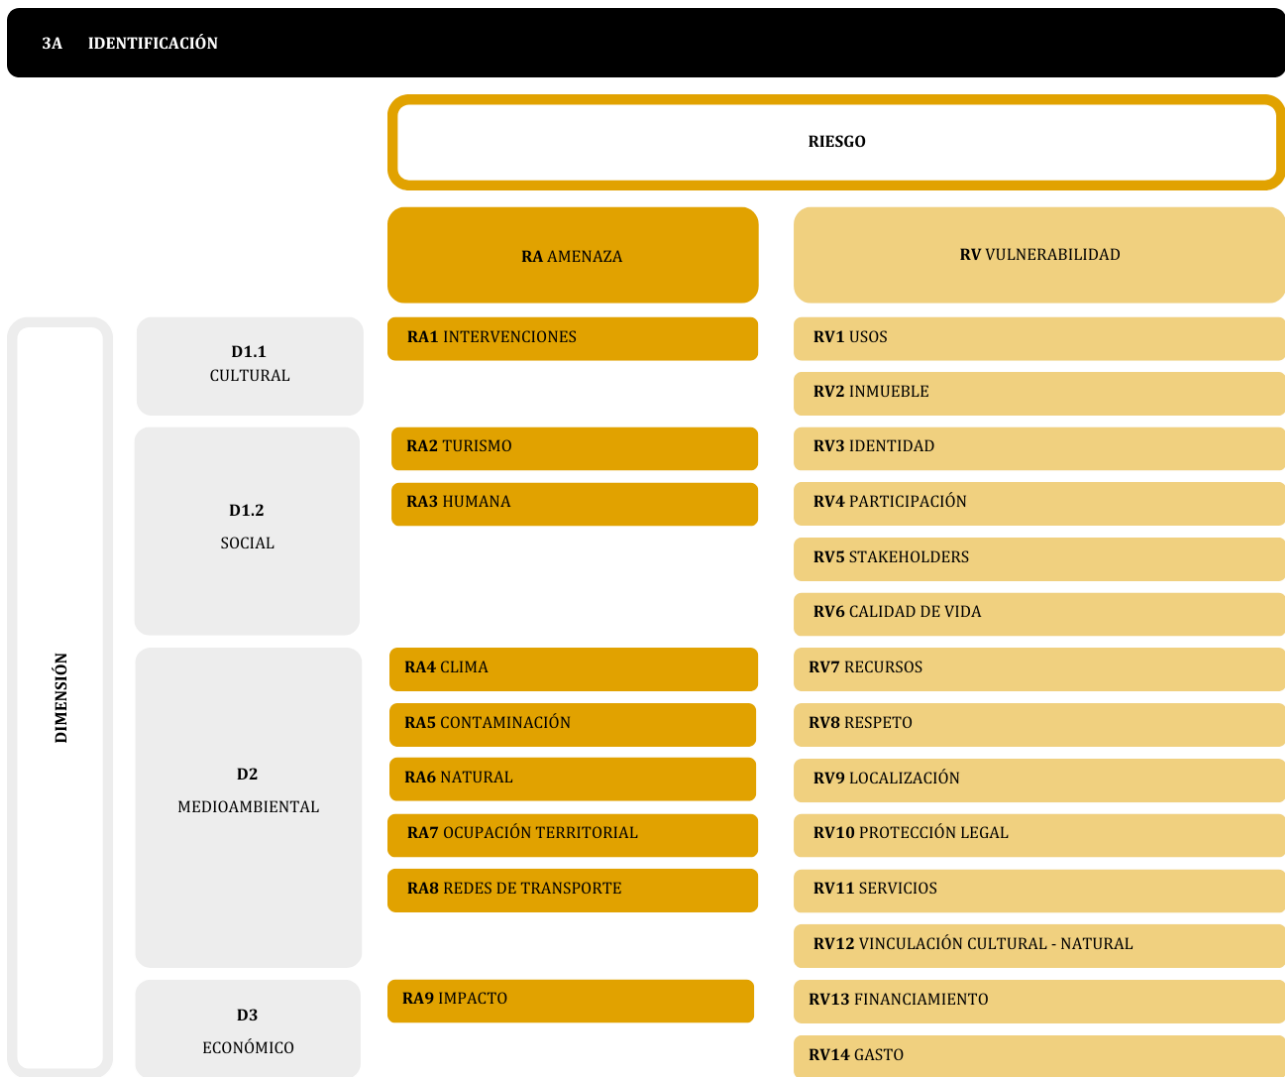 3A IDENTIFICACIÓN
RIESGO
RA AMENAZA
RV VULNERABILIDAD
DIMENSIÓN
D1.1
CULTURAL
RA1 INTERVENCIONES
RV1 USOS
RV2 INMUEBLE
D1.2
SOCIAL
RA2 TURISMO
RV3 IDENTIDAD
RA3 HUMANA
RV4 PARTICIPACIÓN
RV5 STAKEHOLDERS
RV6 CALIDAD DE VIDA
D2
MEDIOAMBIENTAL
RA4 CLIMA
RV7 RECURSOS
RA5 CONTAMINACIÓN
RV8 RESPETO
RA6 NATURAL
RV9 LOCALIZACIÓN
RA7 OCUPACIÓN TERRITORIAL
RV10 PROTECCIÓN LEGAL
RA8 REDES DE TRANSPORTE
RV11 SERVICIOS
RV12 VINCULACIÓN CULTURAL - NATURAL
D3
ECONÓMICO
RA9 IMPACTO
RV13 FINANCIAMIENTO
RV14 GASTO